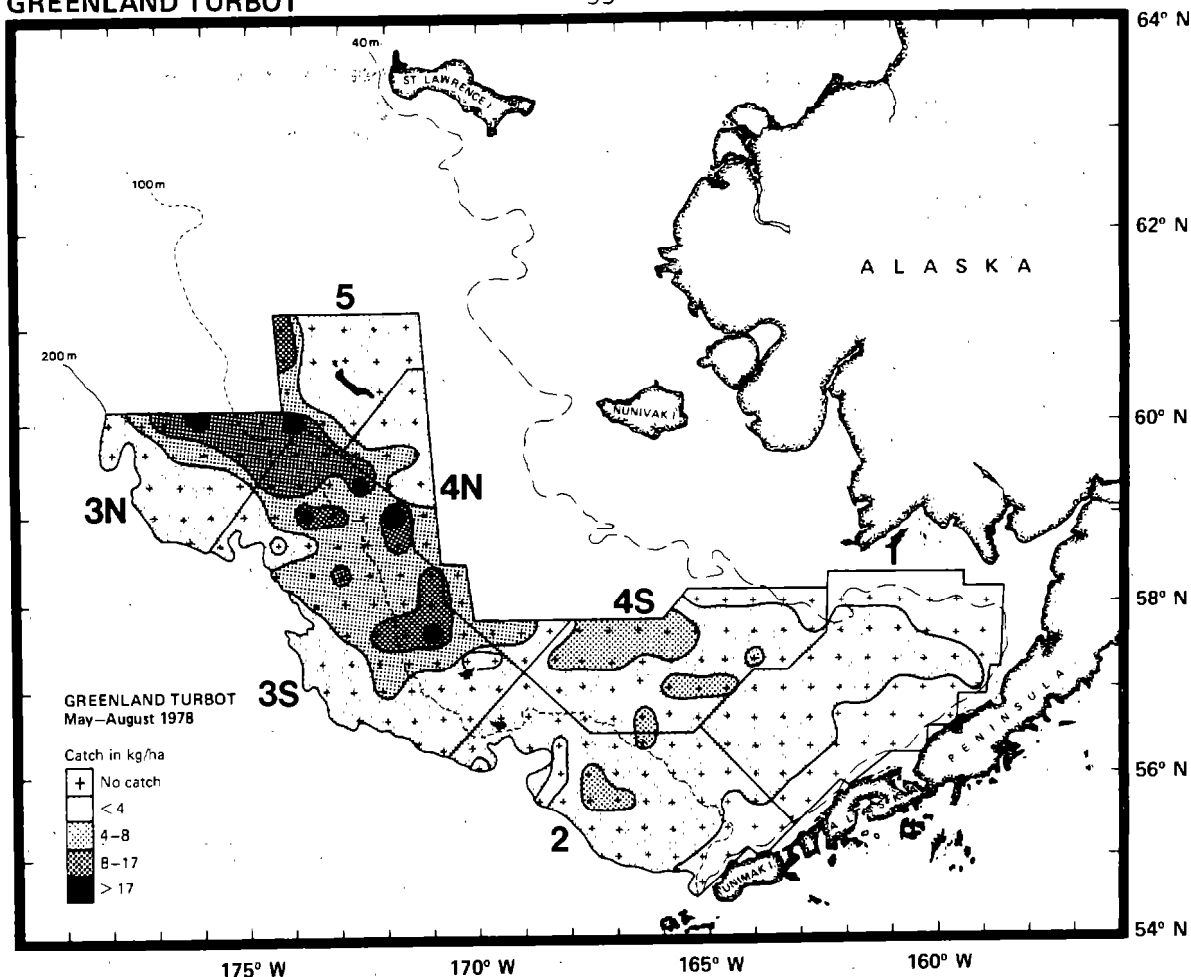 GREENLAND TURBOT
64° N
40m
ST LAWRENCE I
100m
62° N
ALASKA
5
200m
NUNIVAK I
60° N
4N
3N
1
4S
58° N
3S
GREENLAND TURBOT
May–August 1978
Catch in kg/ha
+ No catch
<4
4–8
8–17
>17
PENINSULA
56° N
2
UNIMAK I
54° N
175° W
170° W
165° W
160° W